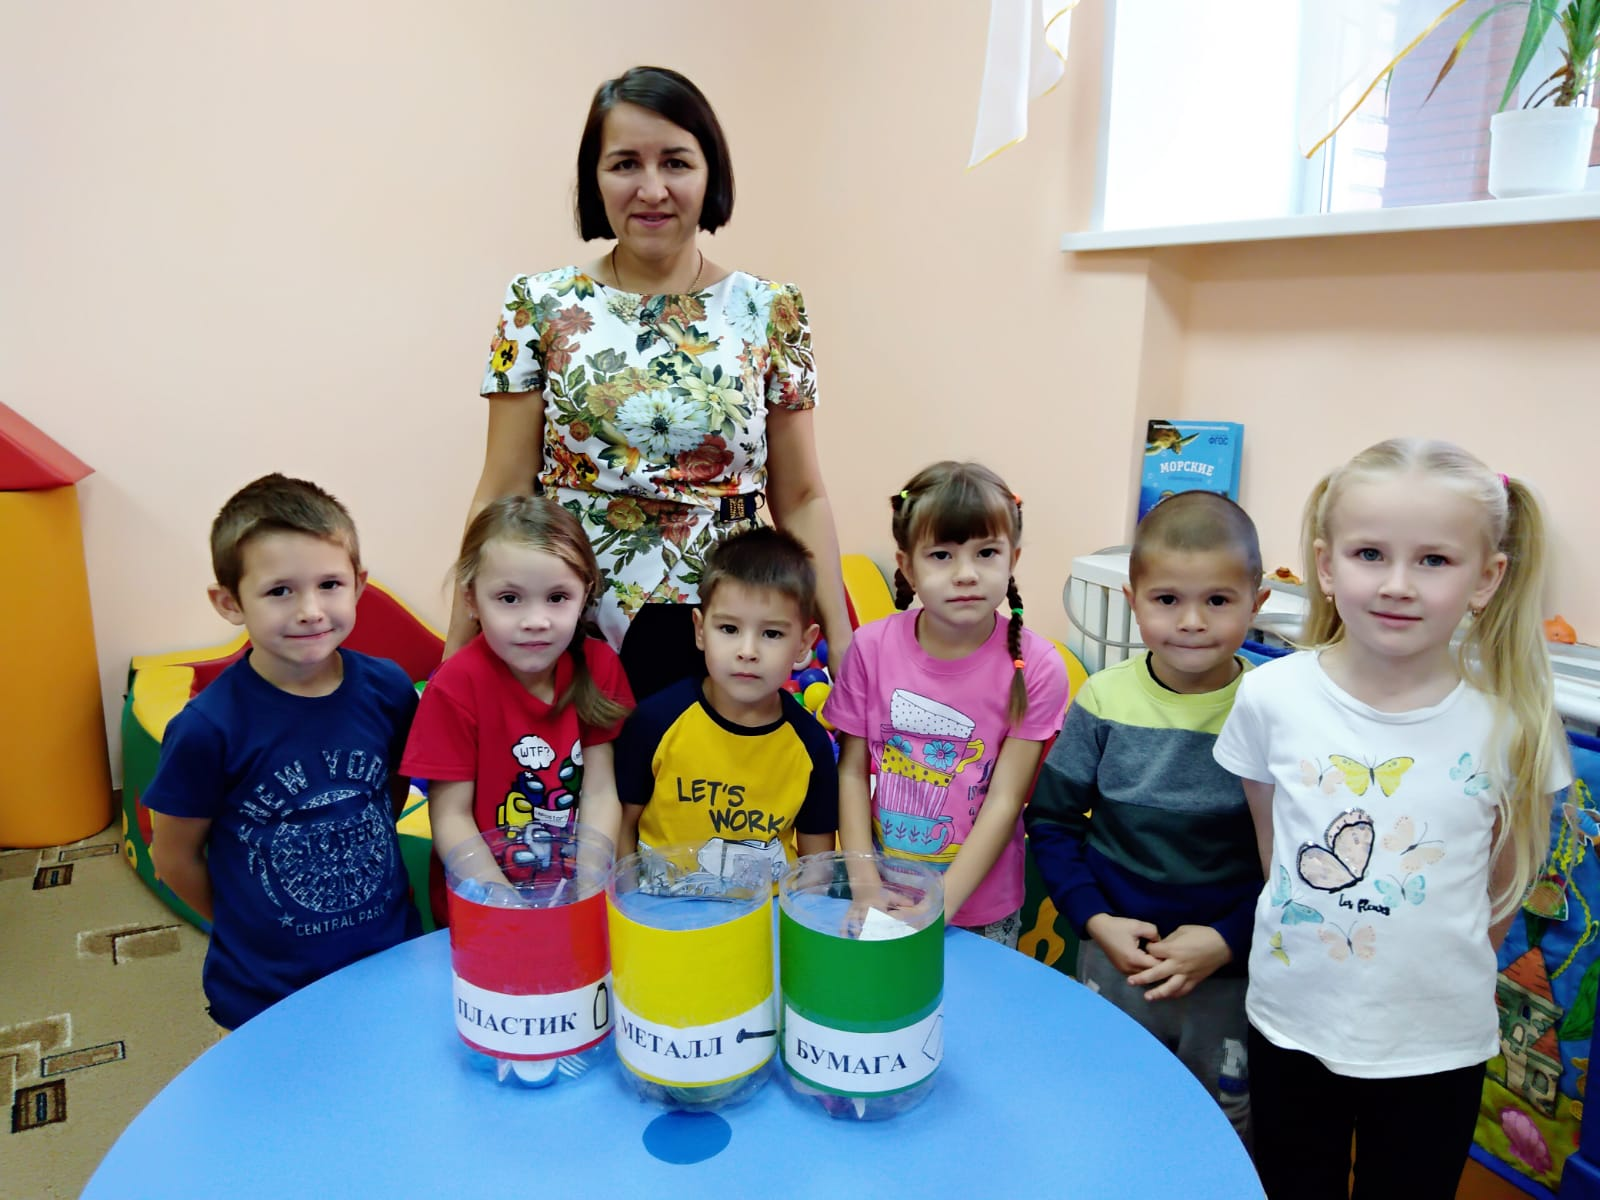 ФГОС
МОРСКИЕ
NEW YORK
CENTRAL PARK
WTF?
LET'S
WORK
ПЛАСТИК
МЕТАЛЛ
БУМАГА